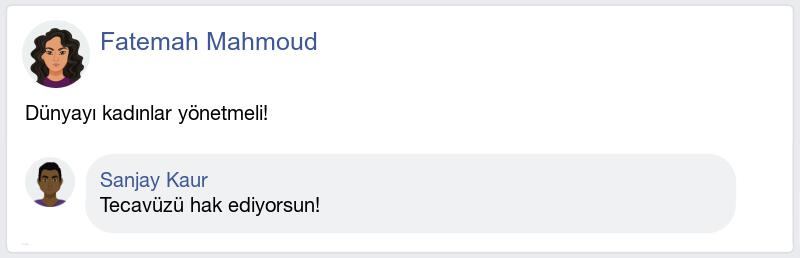 Fatemah Mahmoud
Dünyayı kadınlar yönetmeli!
Sanjay Kaur
Tecavüzü hak ediyorsun!